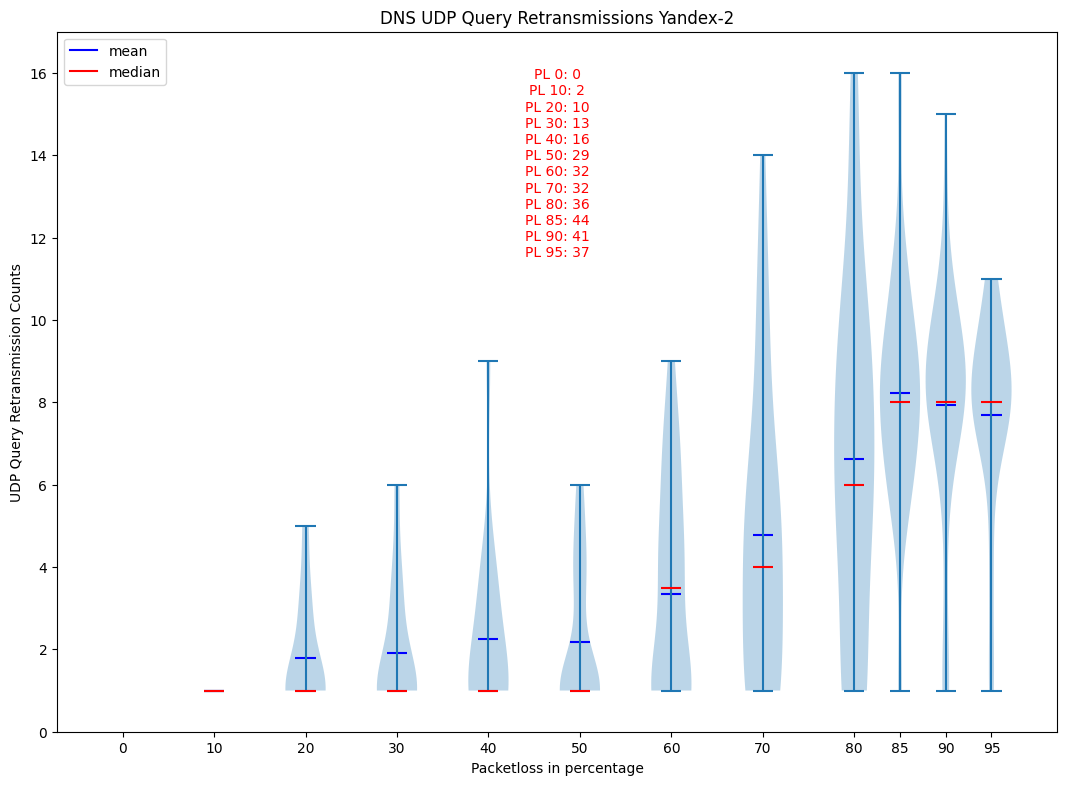 DNS UDP Query Retransmissions Yandex-2
mean
median
PL 0: 0
PL 10: 2
PL 20: 10
PL 30: 13
PL 40: 16
PL 50: 29
PL 60: 32
PL 70: 32
PL 80: 36
PL 85: 44
PL 90: 41
PL 95: 37
UDP Query Retransmission Counts
16
14
12
10
8
6
4
2
0
0 10 20 30 40 50 60 70 80 85 90 95
Packetloss in percentage